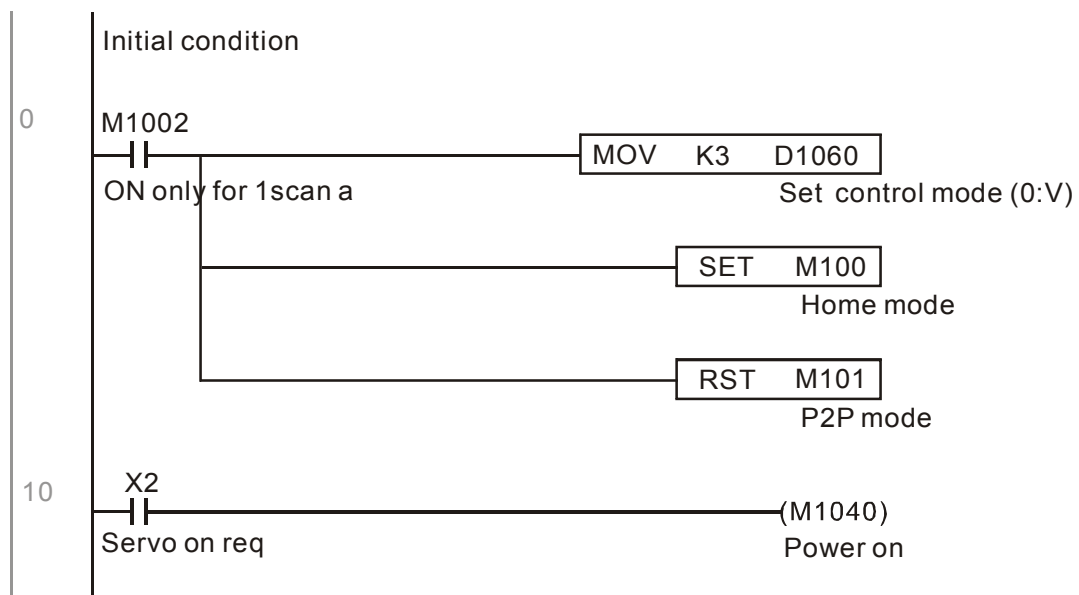 Initial condition
0
M1002
MOV K3 D1060
ON only for 1scan a
Set control mode (0:V)
SET M100
Home mode
RST M101
P2P mode
10
X2
(M1040)
Servo on req
Power on